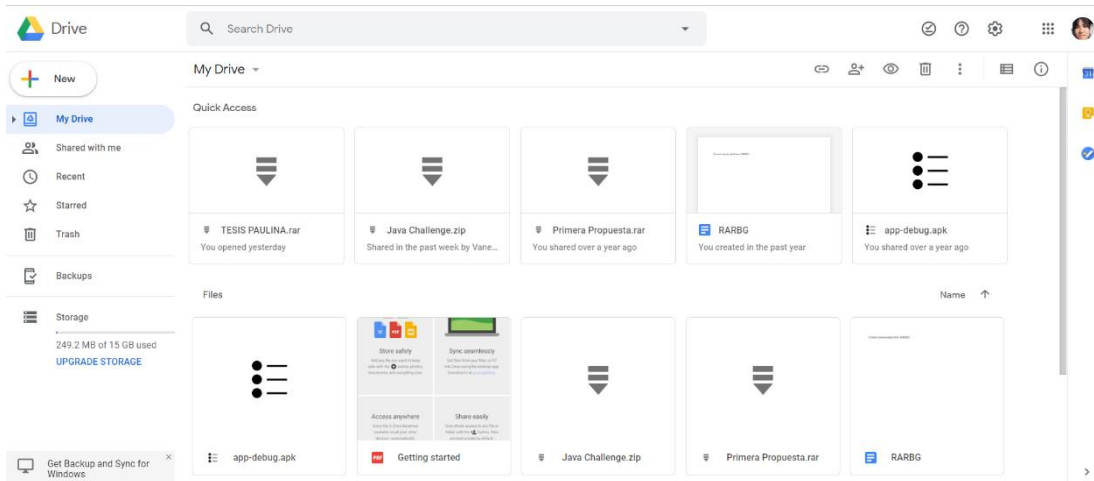 Drive
Search Drive
New
My Drive
Shared with me
Recent
Starred
Trash
Backups
Storage
249.2 MB of 15 GB used
UPGRADE STORAGE
Get Backup and Sync for
Windows
My Drive
31
Quick Access
TESIS PAULINA.rar
You opened yesterday
Java Challenge.zip
Shared in the past week by Vane...
Primera Propuesta.rar
You shared over a year ago
RARBG
You created in the past year
app-debug.apk
You shared over a year ago
Files
Name
app-debug.apk
Store safely
Sync seamlessly
Access anywhere
Share easily
PDF
Getting started
Java Challenge.zip
Primera Propuesta.rar
RARBG